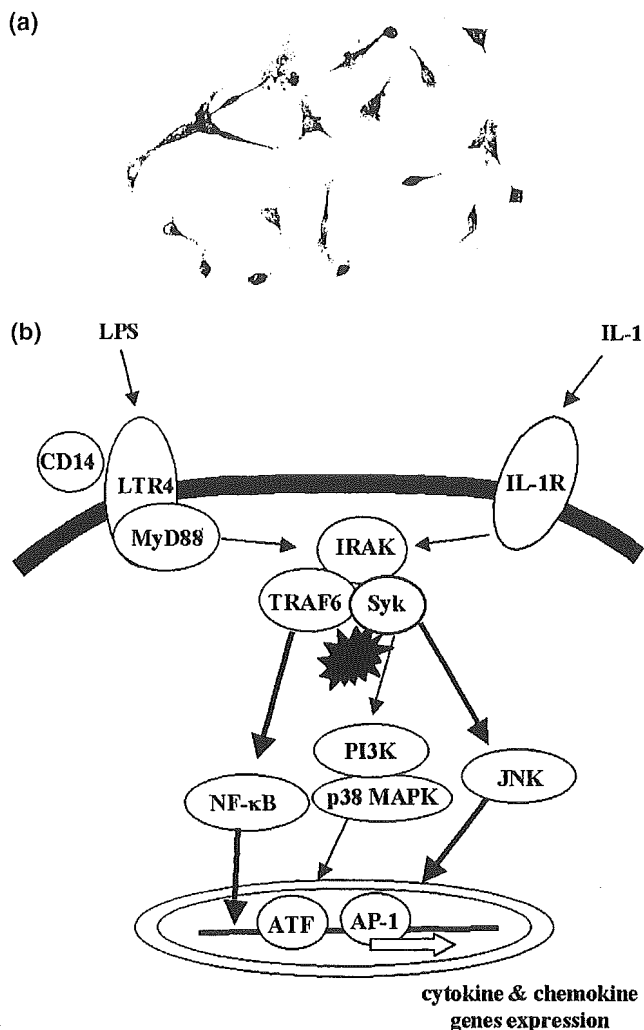 (a)
(b)
LPS
IL-1
CD14
LTR4
IL-1R
MyD88
IRAK
TRAF6
Syk
PI3K
JNK
NF-κB
p38 MAPK
ATF
AP-1
cytokine & chemokine
genes expression